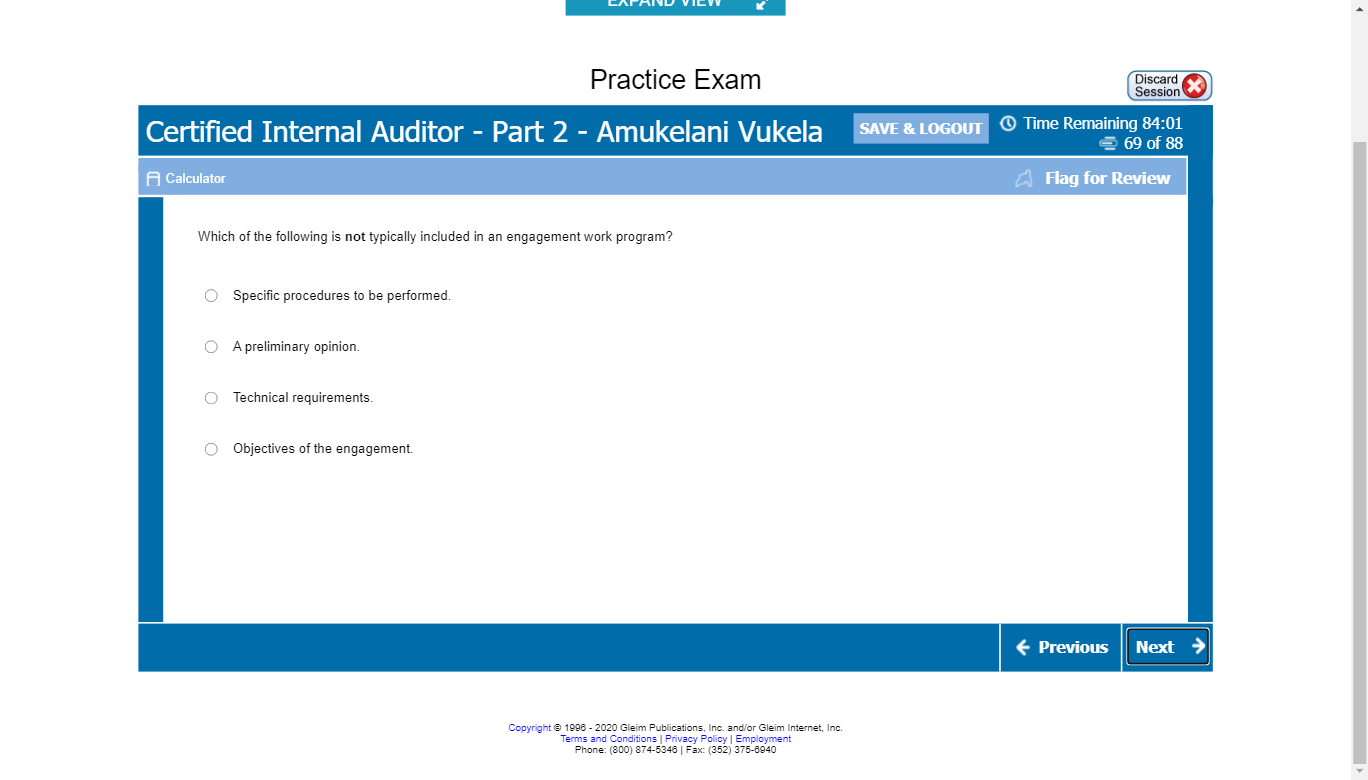 EXPAND VIEW
Practice Exam
Discard
Session
Certified Internal Auditor - Part 2 - Amukelani Vukela
SAVE & LOGOUT
Time Remaining 84:01
69 of 88
Calculator
Flag for Review
Which of the following is not typically included in an engagement work program?
Specific procedures to be performed.
A preliminary opinion.
Technical requirements.
Objectives of the engagement.
Previous
Next
Copyright © 1996 - 2020 Gleim Publications, Inc. and/or Gleim Internet, Inc.
Terms and Conditions | Privacy Policy | Employment
Phone: (800) 874-5346 | Fax: (352) 375-6940